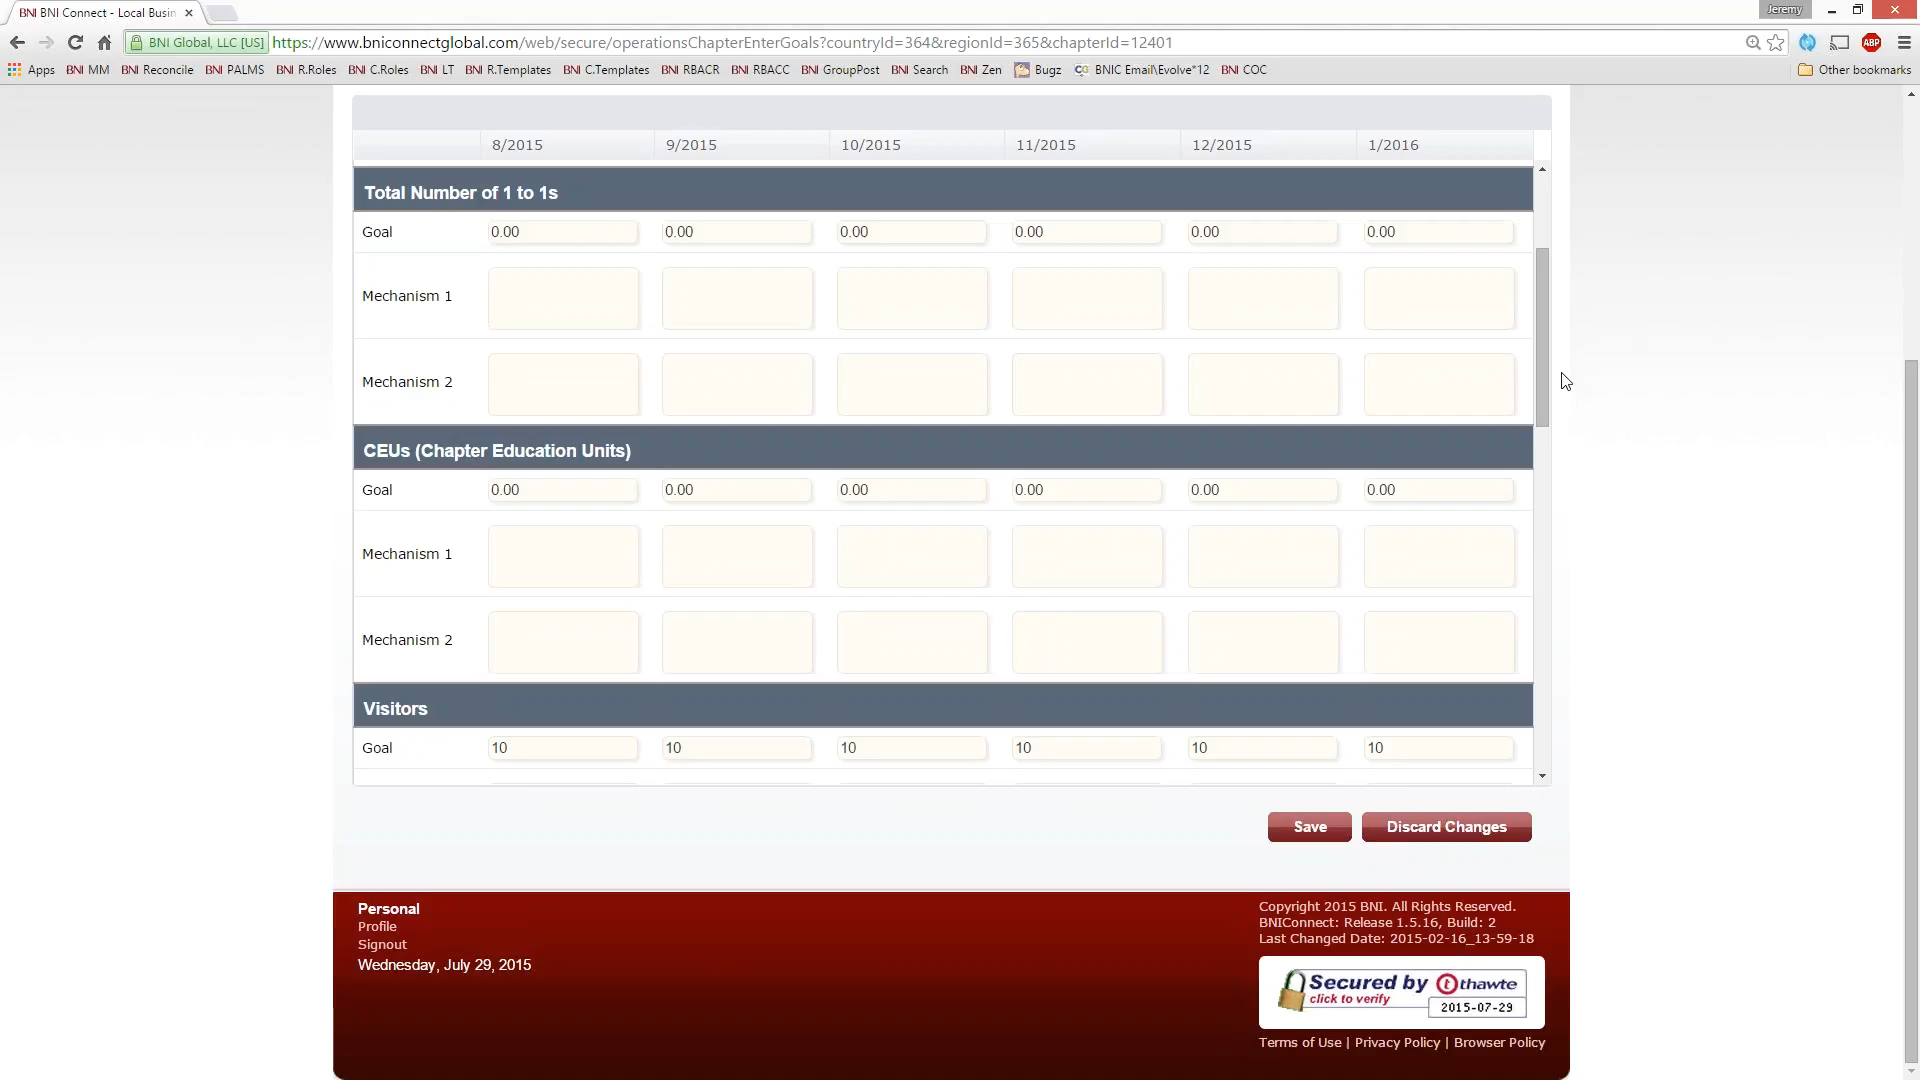 BNI BNI Connect - Local Busin
Jeremy
BNI Global, LLC [US] https://www.bniconnectglobal.com/web/secure/operationsChapterEnterGoals?countryId=364&regionId=365&chapterId=12401
ABP
Apps BNI MM BNI Reconcile BNI PALMS BNI R.Roles BNI C.Roles BNI LT BNI R.Templates BNI C.Templates BNI RBACR BNI RBACC BNI GroupPost BNI Search BNI Zen Bugz CG BNIC Email\Evolve*12 BNI COC Other bookmarks
8/2015 9/2015 10/2015 11/2015 12/2015 1/2016
Total Number of 1 to 1s
Goal 0.00 0.00 0.00 0.00 0.00 0.00
Mechanism 1
Mechanism 2
CEUs (Chapter Education Units)
Goal 0.00 0.00 0.00 0.00 0.00 0.00
Mechanism 1
Mechanism 2
Visitors
Goal 10 10 10 10 10 10
Save Discard Changes
Personal
Profile
Signout
Wednesday, July 29, 2015
Copyright 2015 BNI. All Rights Reserved.
BNIConnect: Release 1.5.16, Build: 2
Last Changed Date: 2015-02-16_13-59-18
Secured by thawte
click to verify
2015-07-29
Terms of Use | Privacy Policy | Browser Policy